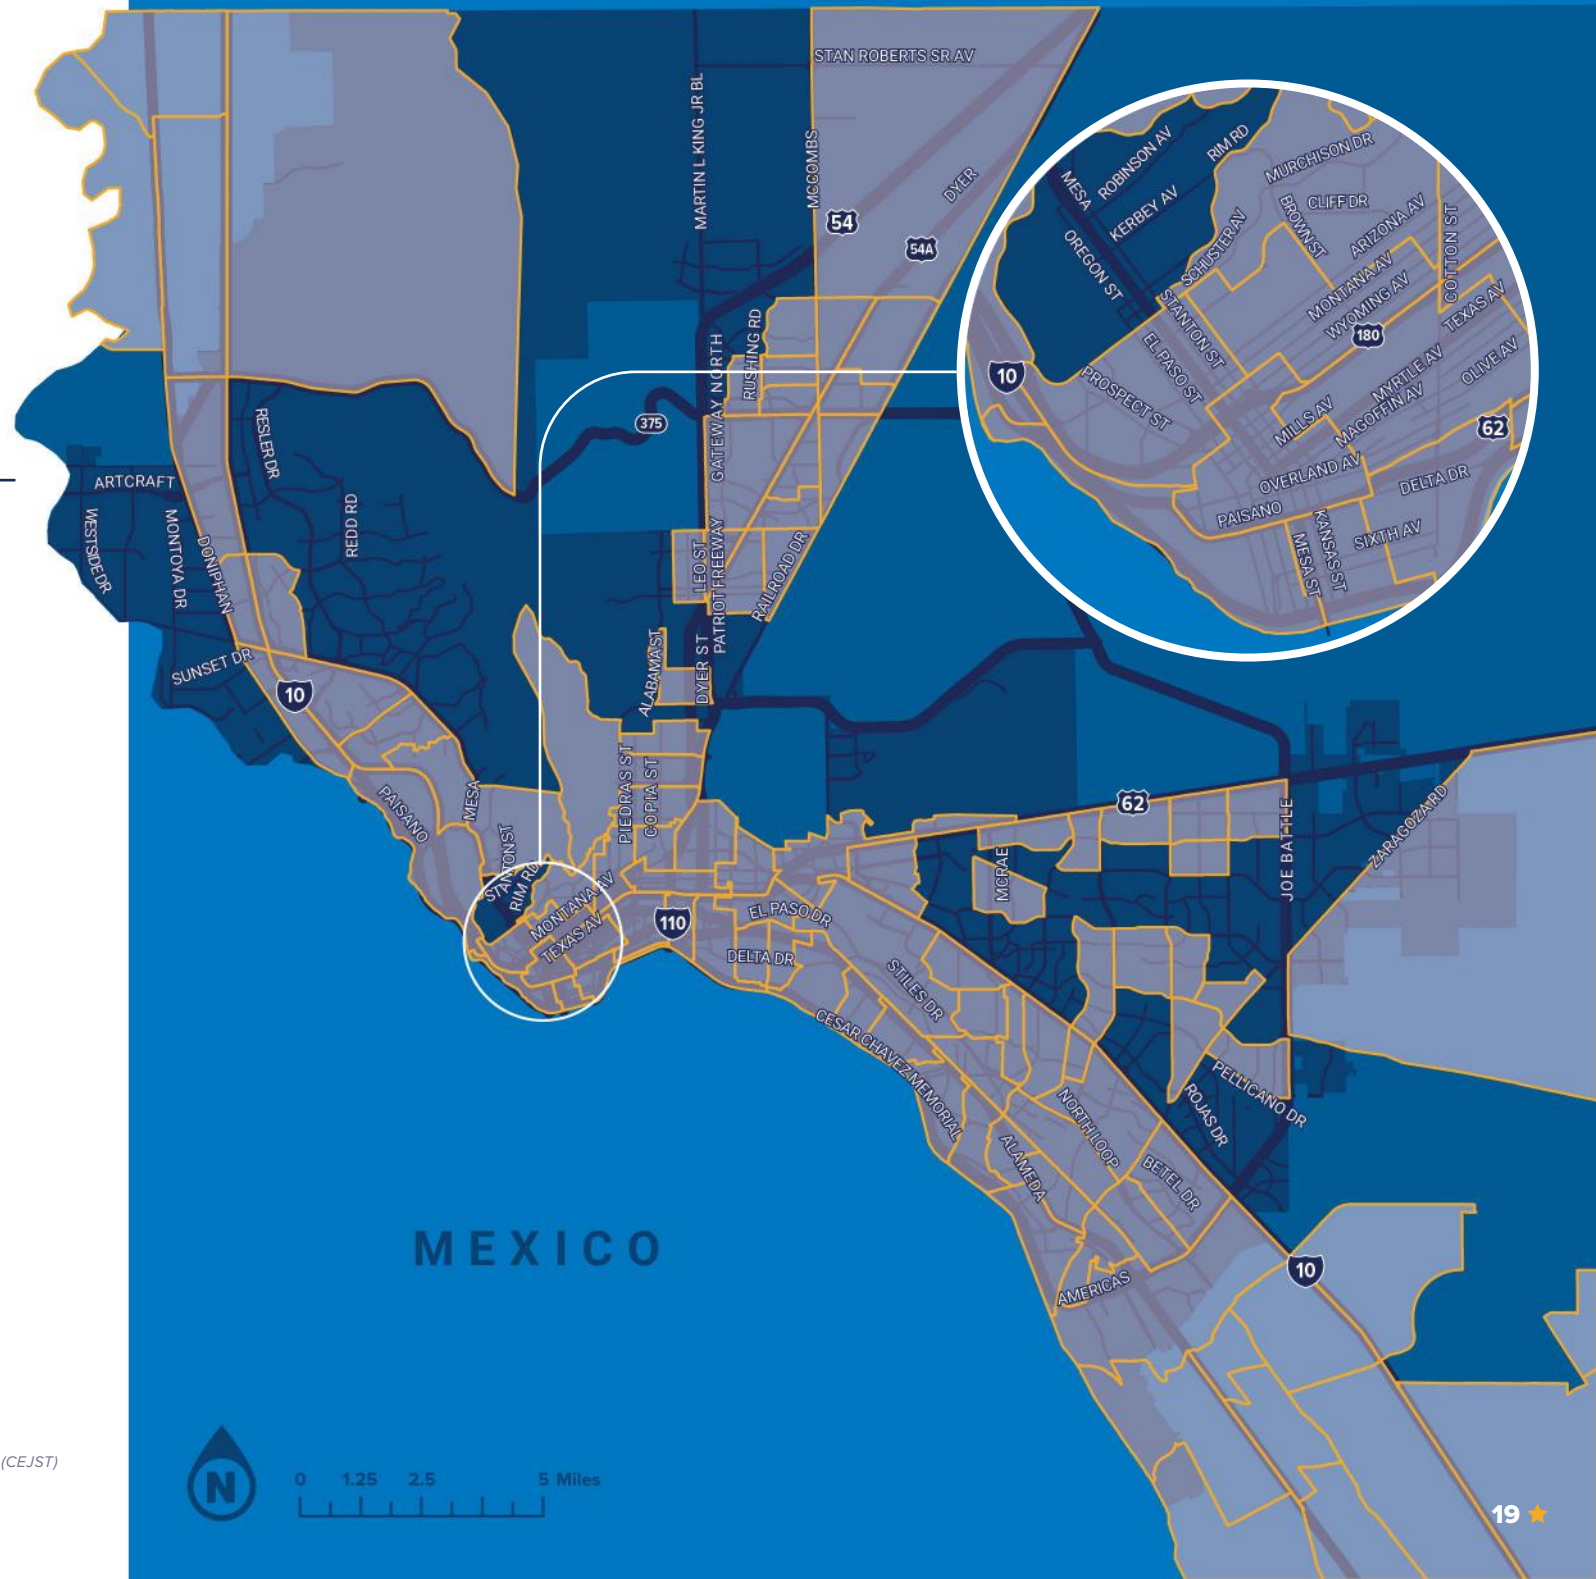 STAN ROBERTS SR AV
MARTIN L KING JR BL
MCCOMBS
DYER
54
54A
RUSHING RD
GATEWAY NORTH
375
RESLER DR
REDD RD
ARTCRAFT
WESTSIDE DR
MONTOYA DR
DONIPHAN
SUNSET DR
10
LEO ST
PATRIOT FREEWAY
RAILROAD DR
ALABAMA ST
DYER ST
PIEDRAS ST
COPIA ST
PAISANO
MESA
STANTON ST
RIM RD
MONTANA AV
TEXAS AV
110
EL PASO DR
DELTA DR
62
MCRAE
JOE BATTLE
ZARAGOZA RD
STILES DR
CESAR CHAVEZ MEMORIAL
NORTH LOOP
ALAMEDA
BETEL DR
ROJAS DR
PELLICANO DR
AMERICAS
10
MESA
ROBINSON AV
RIM RD
KERBEY AV
OREGON ST
MURCHISON DR
CLIFF DR
BROWN ST
ARIZONA AV
COTTON ST
SCHUSTER AV
MONTANA AV
WYOMING AV
180
TEXAS AV
STANTON ST
EL PASO ST
10
PROSPECT ST
MYRTLE AV
OLIVE AV
MILLS AV
MAGOFFIN AV
62
OVERLAND AV
DELTA DR
PAISANO
MESA ST
KANSAS ST
SIXTH AV
MEXICO
(CEJST)
N
0 1.25 2.5 5 Miles
19